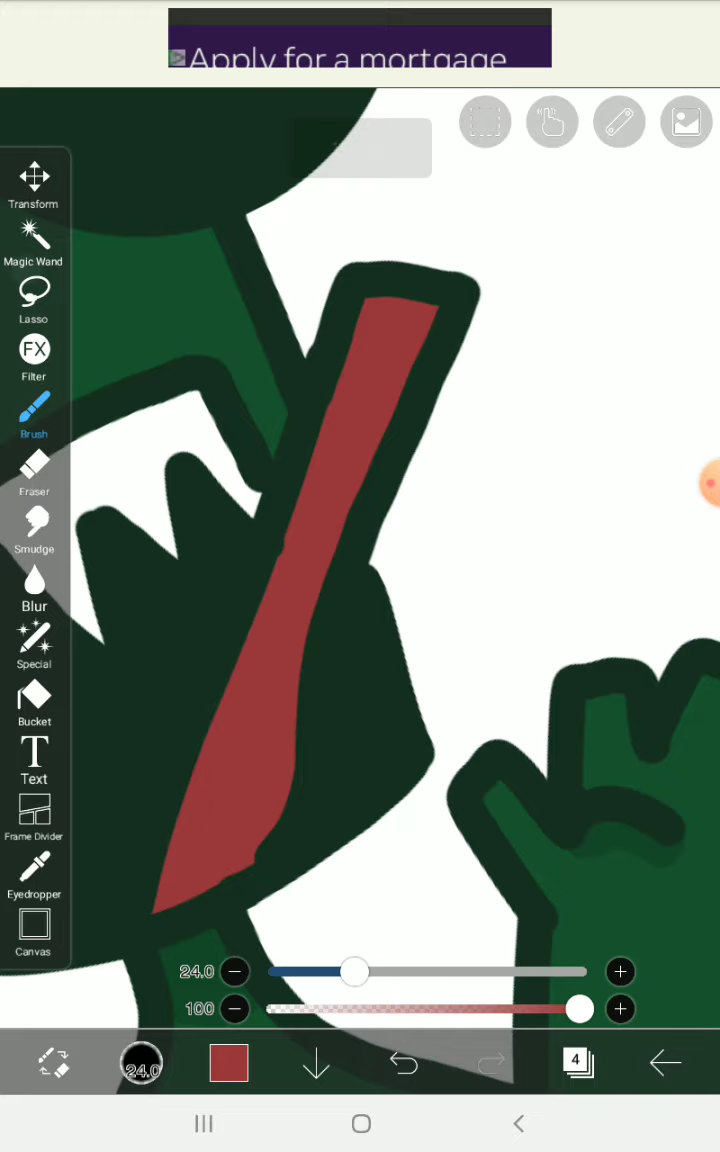 Apply for a mortgage
Transform
Magic Wand
Lasso
FX
Filter
Brush
Eraser
Smudge
Blur
Special
Bucket
T
Text
Frame Divider
Eyedropper
Canvas
24.0
100
24.0
4